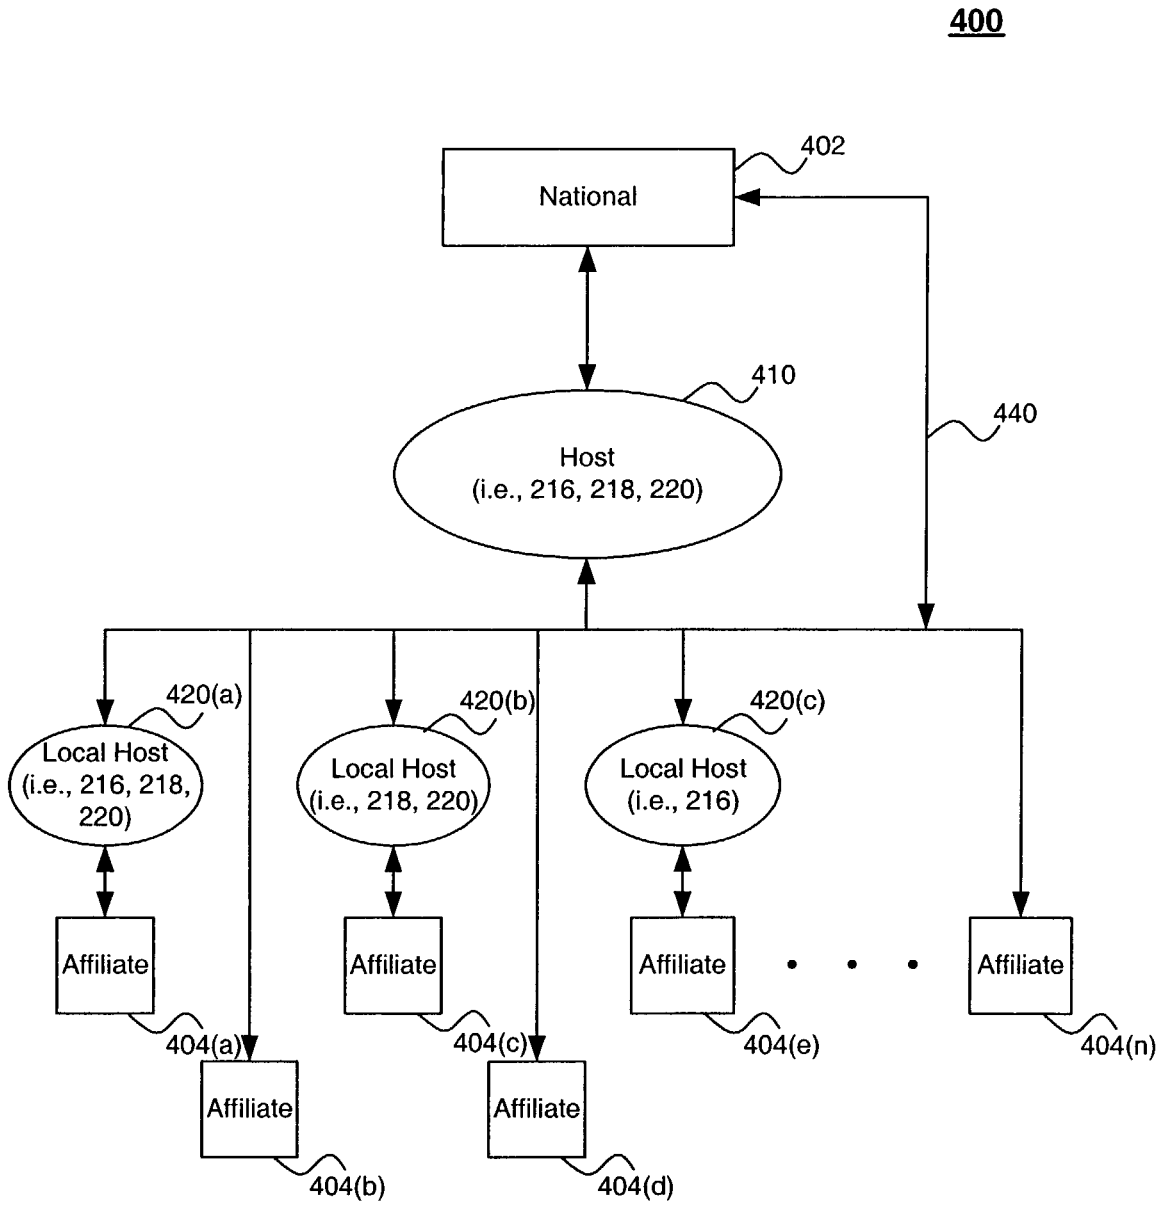 400
402
National
410
440
Host
(i.e., 216, 218, 220)
420(a)
420(b)
420(c)
Local Host
(i.e., 216, 218,
220)
Local Host
(i.e., 218, 220)
Local Host
(i.e., 216)
Affiliate
Affiliate
Affiliate
Affiliate
404(a)
404(c)
404(e)
404(n)
Affiliate
Affiliate
404(b)
404(d)